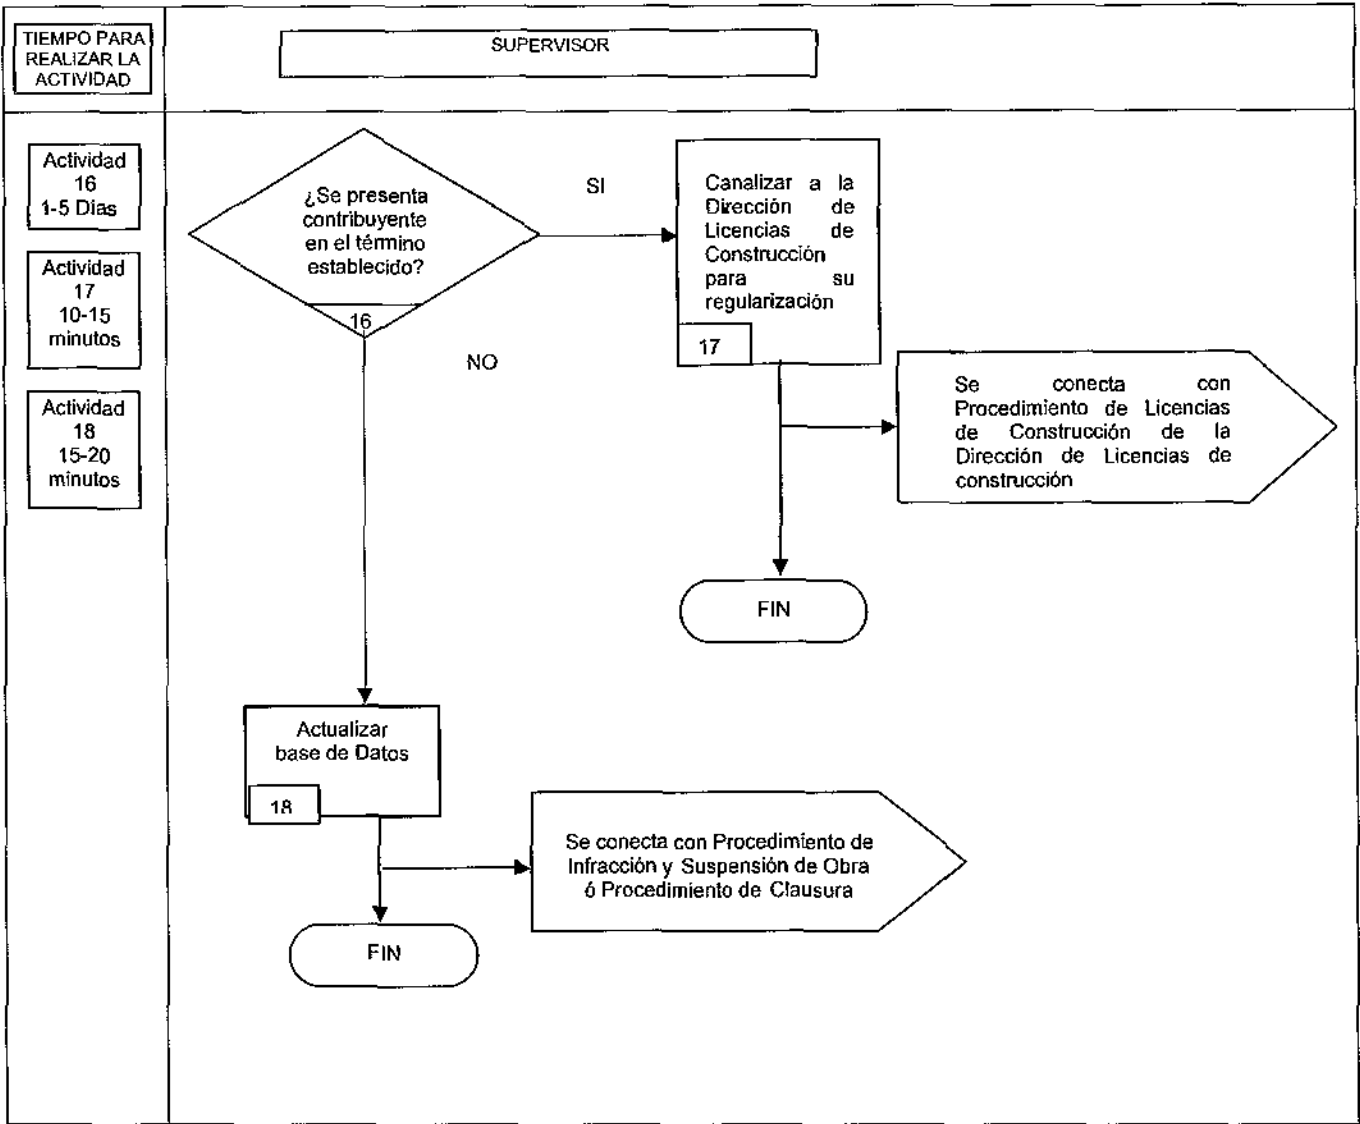 TIEMPO PARA
REALIZAR LA
ACTIVIDAD
SUPERVISOR
Actividad
16
1-5 Dias
Actividad
17
10-15
minutos
Actividad
18
15-20
minutos
¿Se presenta
contribuyente
en el término
establecido?
16
SI
NO
Canalizar a la
Dirección de
Licencias de
Construcción
para su
regularización
17
Se conecta con
Procedimiento de Licencias
de Construcción de la
Dirección de Licencias de
construcción
FIN
Actualizar
base de Datos
18
Se conecta con Procedimiento de
Infracción y Suspensión de Obra
ó Procedimiento de Clausura
FIN